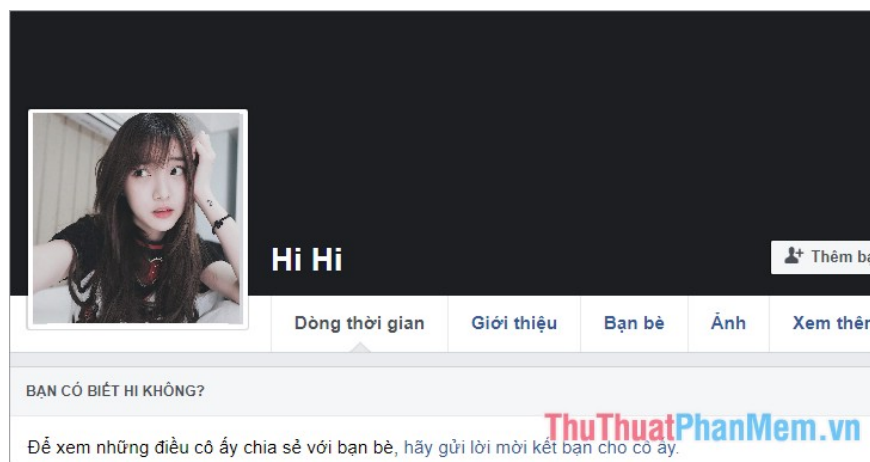 Hi Hi
Thêm bạ
Dòng thời gian
Giới thiệu
Bạn bè
Ảnh
Xem thêm
BẠN CÓ BIẾT HI KHÔNG?
ThuThuatPhanMem.vn
Để xem những điều cô ấy chia sẻ với bạn bè, hãy gửi lời mời kết bạn cho cô ấy.